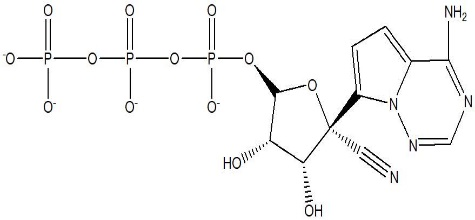 O O O NH₂
⁻O P O P O P O
O N N
O⁻ O⁻ O⁻
N
HO
N
OH